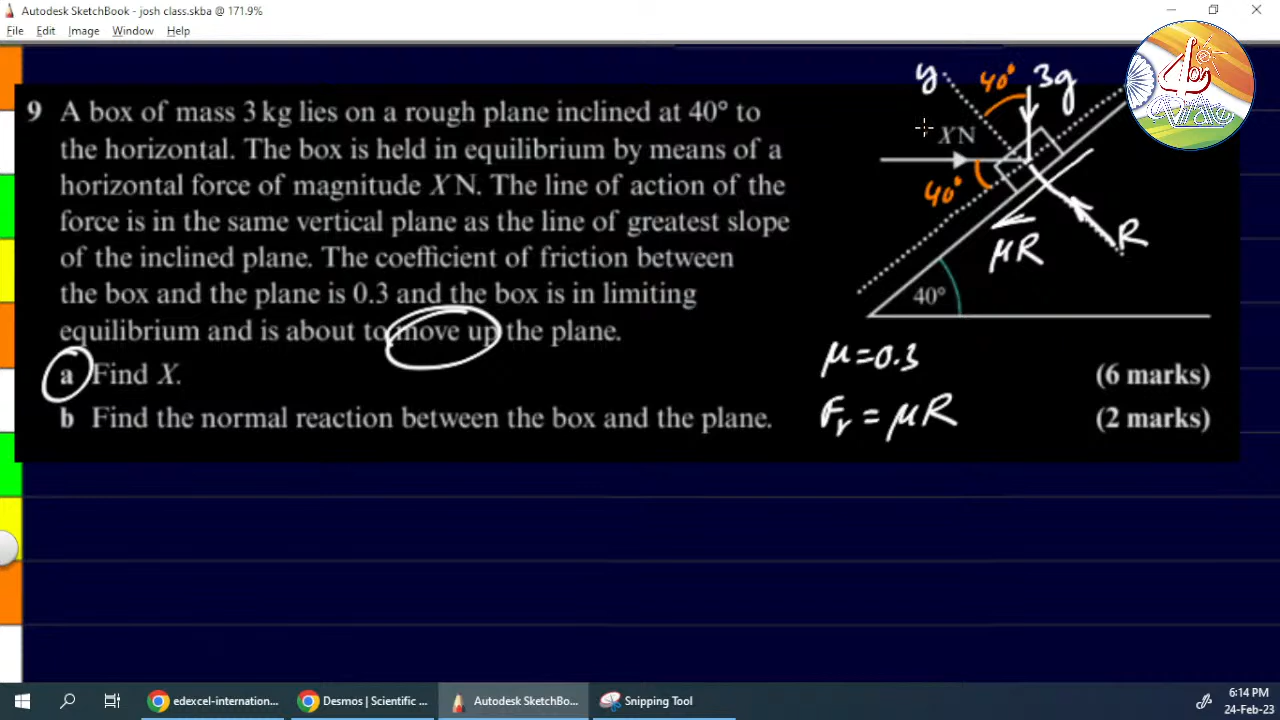 Autodesk SketchBook - josh class.skba @ 171.9%
File Edit Image Window Help
9 A box of mass 3 kg lies on a rough plane inclined at 40° to
the horizontal. The box is held in equilibrium by means of a
horizontal force of magnitude X N. The line of action of the
force is in the same vertical plane as the line of greatest slope
of the inclined plane. The coefficient of friction between
the box and the plane is 0.3 and the box is in limiting
equilibrium and is about to move up the plane.
a Find X. (6 marks)
b Find the normal reaction between the box and the plane. (2 marks)
y 40° 3g
X N
40°
μR R
40°
μ=0.3
Fr = μR
edexcel-internation... Desmos | Scientific ... Autodesk SketchBo... Snipping Tool
6:14 PM
24-Feb-23